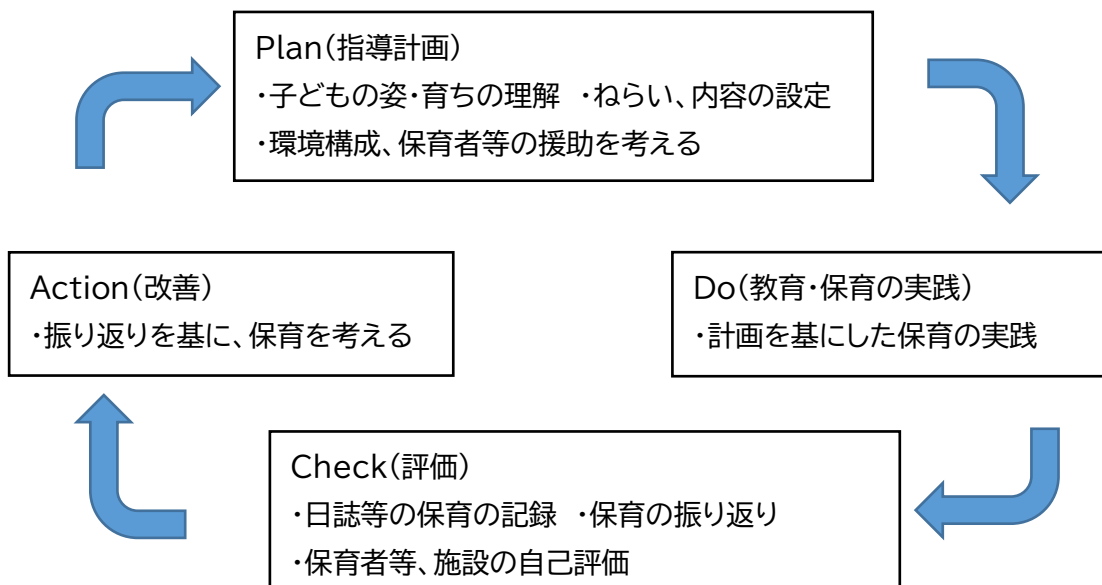 Plan(指導計画)
・子どもの姿・育ちの理解 ・ねらい、内容の設定
・環境構成、保育者等の援助を考える
Action(改善)
・振り返りを基に、保育を考える
Do(教育・保育の実践)
・計画を基にした保育の実践
Check(評価)
・日誌等の保育の記録 ・保育の振り返り
・保育者等、施設の自己評価